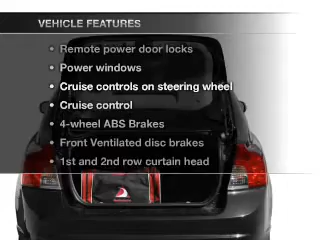 VEHICLE FEATURES
• Remote power door locks
• Power windows
• Cruise controls on steering wheel
• Cruise control
• 4-wheel ABS Brakes
• Front Ventilated disc brakes
• 1st and 2nd row curtain head